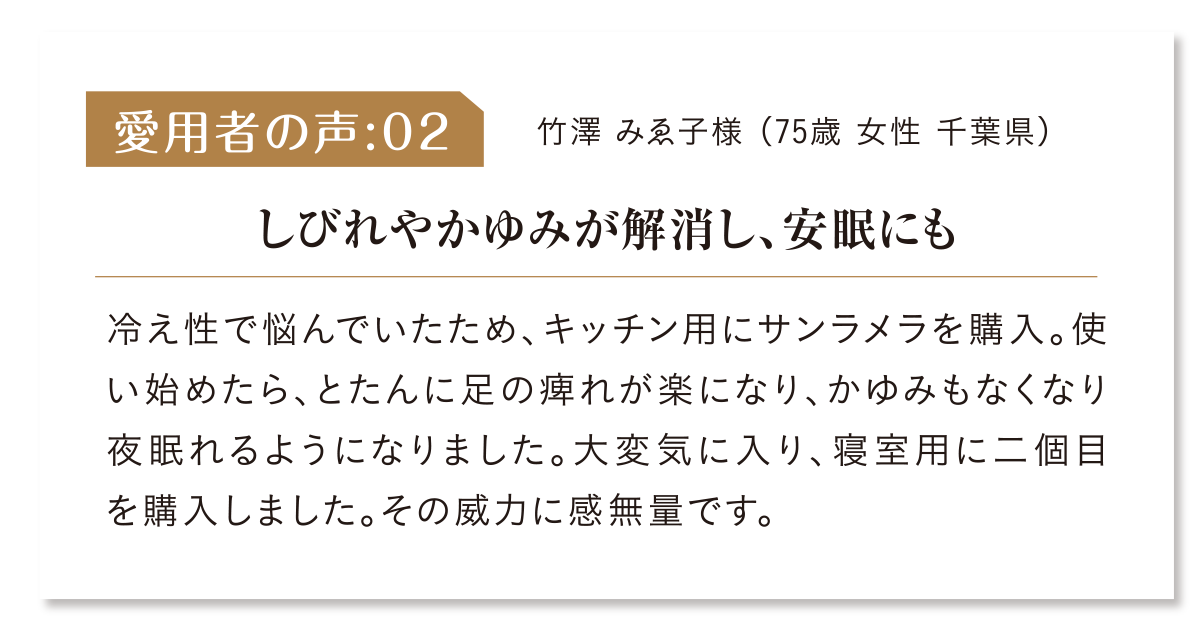 愛用者の声:02
竹澤 みゑ子様（75歳 女性 千葉県）
しびれやかゆみが解消し、安眠にも
冷え性で悩んでいたため、キッチン用にサンラメラを購入。使
い始めたら、とたんに足の痺れが楽になり、かゆみもなくなり
夜眠れるようになりました。大変気に入り、寝室用に二個目
を購入しました。その威力に感無量です。